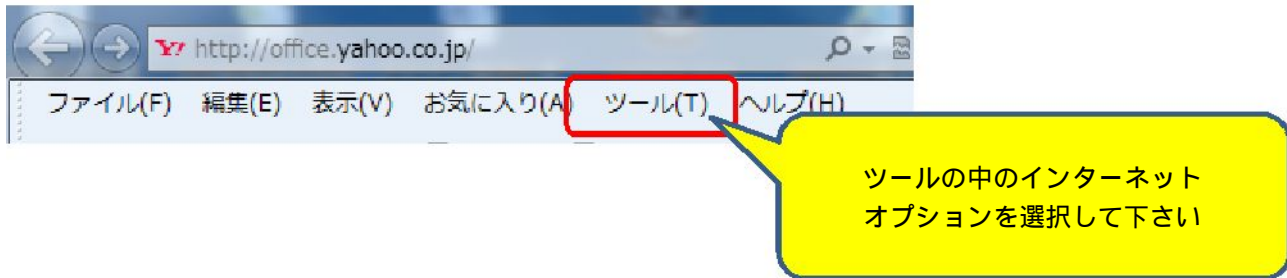 Y! http://office.yahoo.co.jp/
ファイル(F) 編集(E) 表示(V) お気に入り(A) ツール(T) ヘルプ(H)
ツールの中のインターネット
オプションを選択して下さい